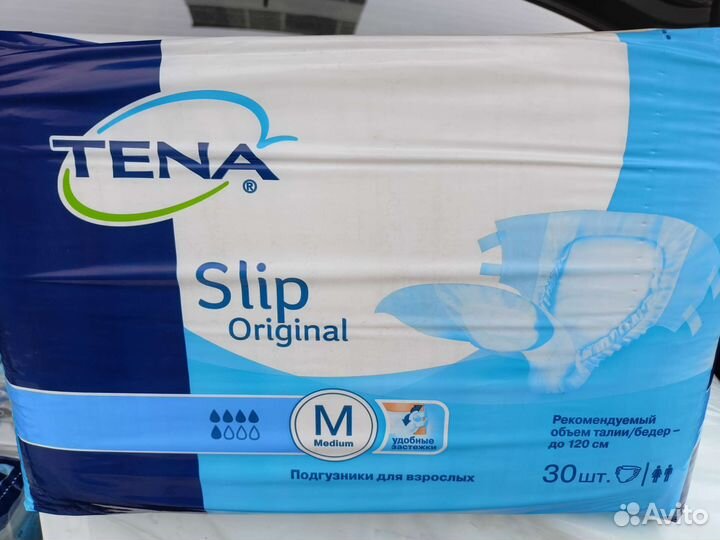 TENA®
Slip
Original
M
Medium
удобные
застежки
Рекомендуемый
объем талии/бедер –
до 120 см
Подгузники для взрослых
30шт.
Avito